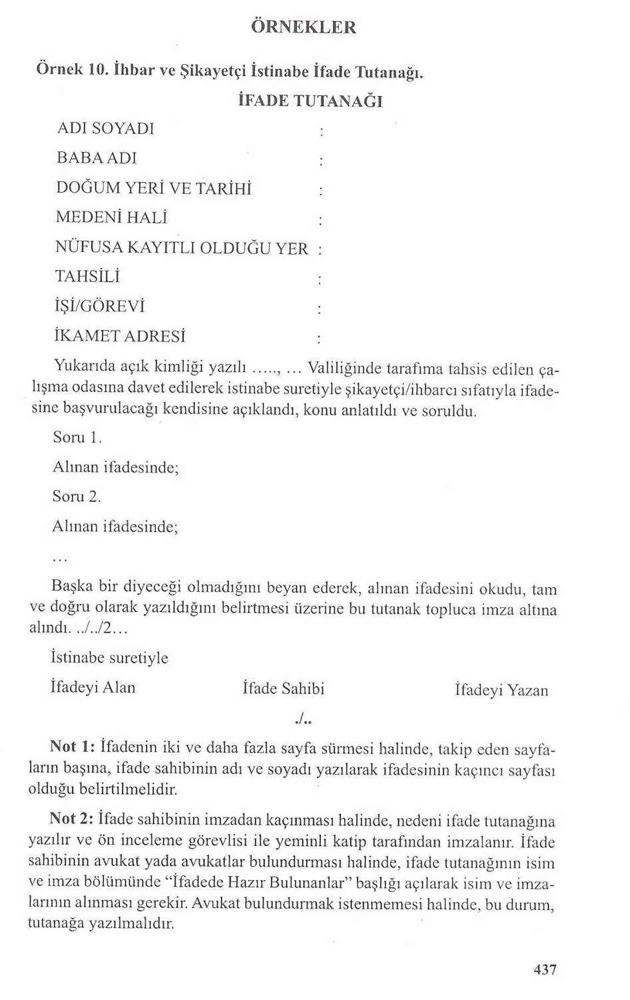 ÖRNEKLER
Örnek 10. İhbar ve Şikayetçi İstinabe İfade Tutanağı.
İFADE TUTANAĞI
ADI SOYADI :
BABA ADI :
DOĞUM YERİ VE TARİHİ :
MEDENİ HALİ :
NÜFUSA KAYITLI OLDUĞU YER :
TAHSİLİ :
İŞİ/GÖREVİ :
İKAMET ADRESİ :
Yukarıda açık kimliği yazılı ....., ... Valiliğinde tarafıma tahsis edilen ça-
lışma odasına davet edilerek istinabe suretiyle şikayetçi/ihbarcı sıfatıyla ifade-
sine başvurulacağı kendisine açıklandı, konu anlatıldı ve soruldu.
Soru 1.
Alınan ifadesinde;
Soru 2.
Alınan ifadesinde;
...
Başka bir diyeceği olmadığını beyan ederek, alınan ifadesini okudu, tam
ve doğru olarak yazıldığını belirtmesi üzerine bu tutanak topluca imza altına
alındı. ../../2...
İstinabe suretiyle
İfadeyi Alan İfade Sahibi İfadeyi Yazan
./..
Not 1: İfadenin iki ve daha fazla sayfa sürmesi halinde, takip eden sayfa-
ların başına, ifade sahibinin adı ve soyadı yazılarak ifadesinin kaçıncı sayfası
olduğu belirtilmelidir.
Not 2: İfade sahibinin imzadan kaçınması halinde, nedeni ifade tutanağına
yazılır ve ön inceleme görevlisi ile yeminli katip tarafından imzalanır. İfade
sahibinin avukat yada avukatlar bulundurması halinde, ifade tutanağının isim
ve imza bölümünde “İfadede Hazır Bulunanlar” başlığı açılarak isim ve imza-
larının alınması gerekir. Avukat bulundurmak istenmemesi halinde, bu durum,
tutanağa yazılmalıdır.
437